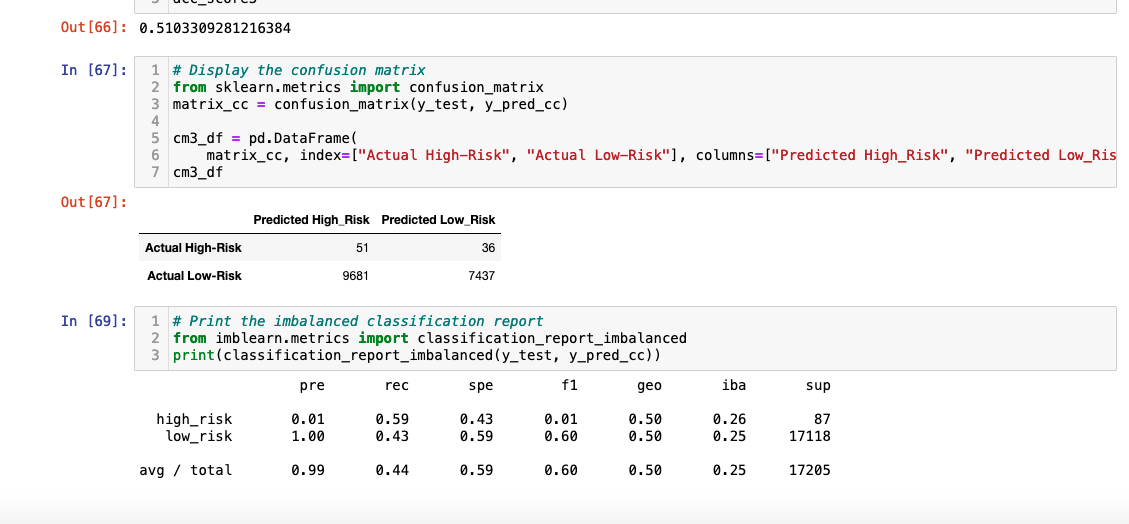 Out[66]: 0.5103309281216384
In [67]: 1 # Display the confusion matrix
2 from sklearn.metrics import confusion_matrix
3 matrix_cc = confusion_matrix(y_test, y_pred_cc)
4
5 cm3_df = pd.DataFrame(
6 matrix_cc, index=["Actual High-Risk", "Actual Low-Risk"], columns=["Predicted High_Risk", "Predicted Low_Ris
7 cm3_df
Out[67]:
Predicted High_Risk Predicted Low_Risk
Actual High-Risk 51 36
Actual Low-Risk 9681 7437
In [69]: 1 # Print the imbalanced classification report
2 from imblearn.metrics import classification_report_imbalanced
3 print(classification_report_imbalanced(y_test, y_pred_cc))
pre rec spe f1 geo iba sup
high_risk 0.01 0.59 0.43 0.01 0.50 0.26 87
low_risk 1.00 0.43 0.59 0.60 0.50 0.25 17118
avg / total 0.99 0.44 0.59 0.60 0.50 0.25 17205